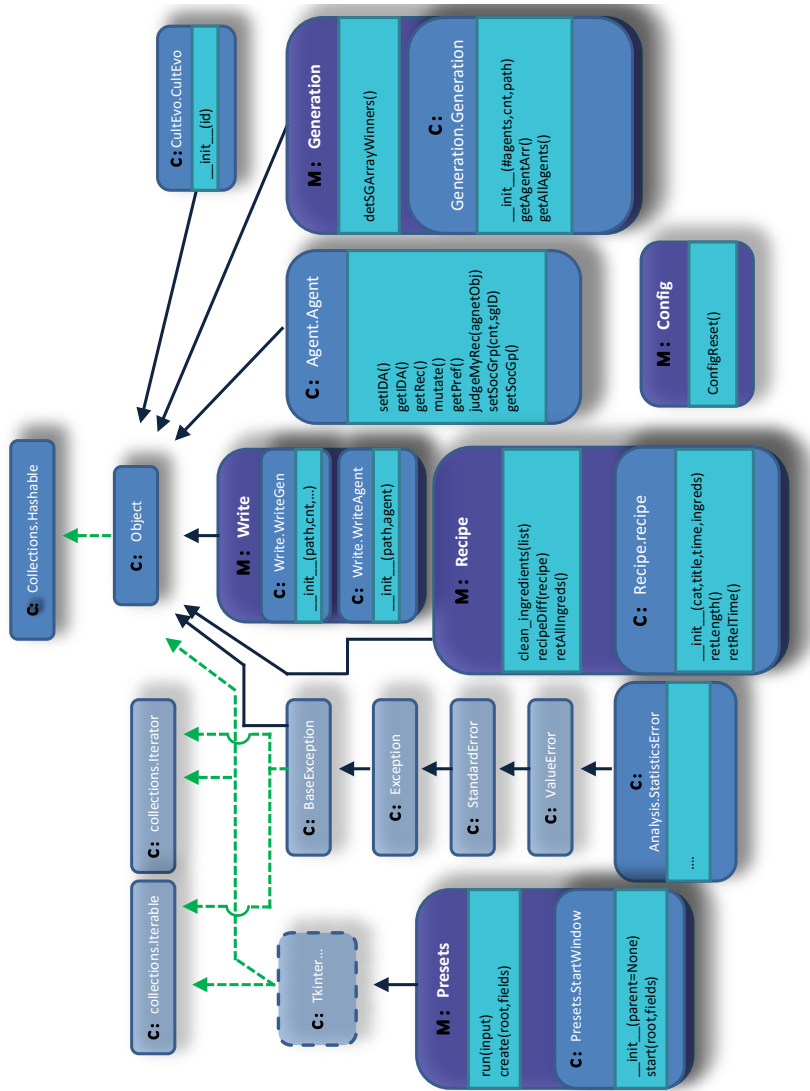 C: Collections.Hashable
C: Object
C: CultEvo.CultEvo
__init__(id)
C: collections.Iterable
C: collections.Iterator
C: Tkinter...
C: BaseException
C: Exception
C: StandardError
C: ValueError
C:
Analysis.StatisticsError
....
M: Presets
run(input)
create(root,fields)
C: Presets.StartWindow
__init__(parent=None)
start(root,fields)
M: Write
C: Write.WriteGen
__init__(path,cnt,...)
C: Write.WriteAgent
__init__(path,agent)
M: Recipe
clean_ingredients(list)
recipeDiff(recipe)
retAllIngreds()
C: Recipe.recipe
__init__(cat,title,time,ingreds)
retLength()
retRelTime()
C: Agent.Agent
setIDA()
getIDA()
getRec()
mutate()
getPref()
judgeMyRec(agnetObj)
setSocGrp(cnt,sgID)
getSocGp()
M: Generation
detSGArrayWinners()
C:
Generation.Generation
__init__(#agents,cnt,path)
getAgentArr()
getAllAgents()
M: Config
ConfigReset()